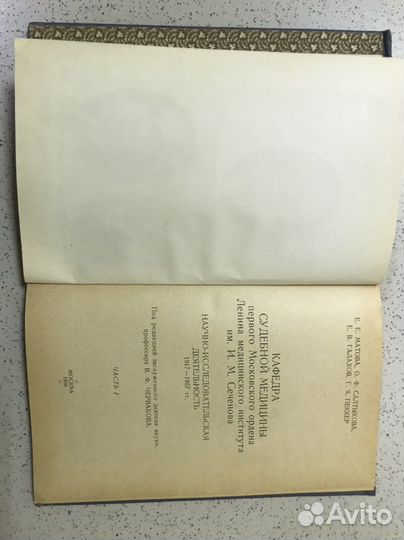 Е. Е. МАТОВА, О. Ф. САЛТЫКОВА,
Е. В. ГАЛАХОВ, Г. Я. ПЕККЕР
КАФЕДРА
СУДЕБНОЙ МЕДИЦИНЫ
первого Московского ордена
Ленина медицинского института
им. И. М. Сеченова
НАУЧНО-ИССЛЕДОВАТЕЛЬСКАЯ
ДЕЯТЕЛЬНОСТЬ
1917—1957 гг.
Под редакцией заслуженного деятеля науки,
профессора В. Ф. ЧЕРВАКОВА.
ЧАСТЬ I
МОСКВА
Avito